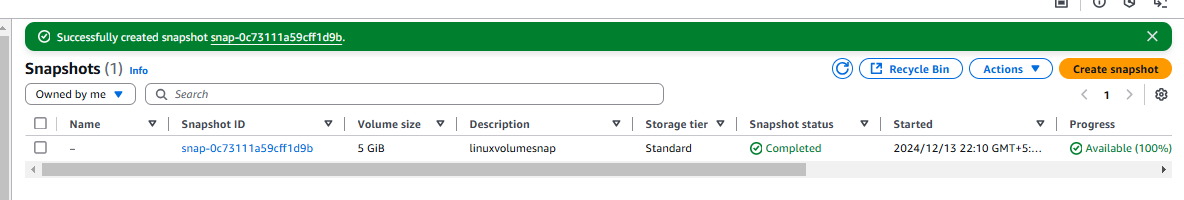 Successfully created snapshot snap-0c73111a59cff1d9b.
Snapshots (1) Info
Recycle Bin Actions Create snapshot
Owned by me Search 1
Name Snapshot ID Volume size Description Storage tier Snapshot status Started Progress
– snap-0c73111a59cff1d9b 5 GiB linuxvolumesnap Standard Completed 2024/12/13 22:10 GMT+5:... Available (100%)